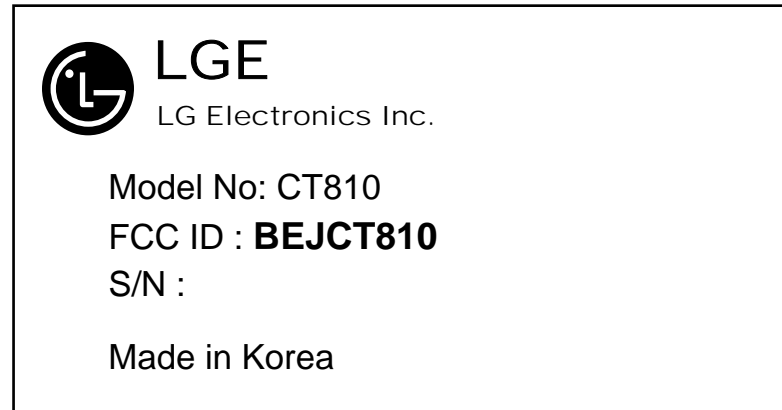 LGE
LG Electronics Inc.
Model No: CT810
FCC ID : BEJCT810
S/N :
Made in Korea